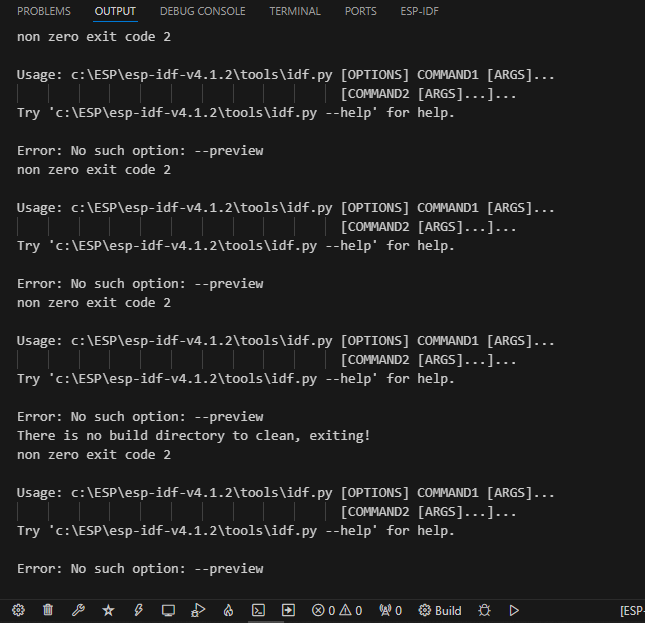 PROBLEMS OUTPUT DEBUG CONSOLE TERMINAL PORTS ESP-IDF
non zero exit code 2
Usage: c:\ESP\esp-idf-v4.1.2\tools\idf.py [OPTIONS] COMMAND1 [ARGS]...
[COMMAND2 [ARGS]...]...
Try 'c:\ESP\esp-idf-v4.1.2\tools\idf.py --help' for help.
Error: No such option: --preview
non zero exit code 2
Usage: c:\ESP\esp-idf-v4.1.2\tools\idf.py [OPTIONS] COMMAND1 [ARGS]...
[COMMAND2 [ARGS]...]...
Try 'c:\ESP\esp-idf-v4.1.2\tools\idf.py --help' for help.
Error: No such option: --preview
non zero exit code 2
Usage: c:\ESP\esp-idf-v4.1.2\tools\idf.py [OPTIONS] COMMAND1 [ARGS]...
[COMMAND2 [ARGS]...]...
Try 'c:\ESP\esp-idf-v4.1.2\tools\idf.py --help' for help.
Error: No such option: --preview
There is no build directory to clean, exiting!
non zero exit code 2
Usage: c:\ESP\esp-idf-v4.1.2\tools\idf.py [OPTIONS] COMMAND1 [ARGS]...
[COMMAND2 [ARGS]...]...
Try 'c:\ESP\esp-idf-v4.1.2\tools\idf.py --help' for help.
Error: No such option: --preview
0 0 0 Build [ESP-